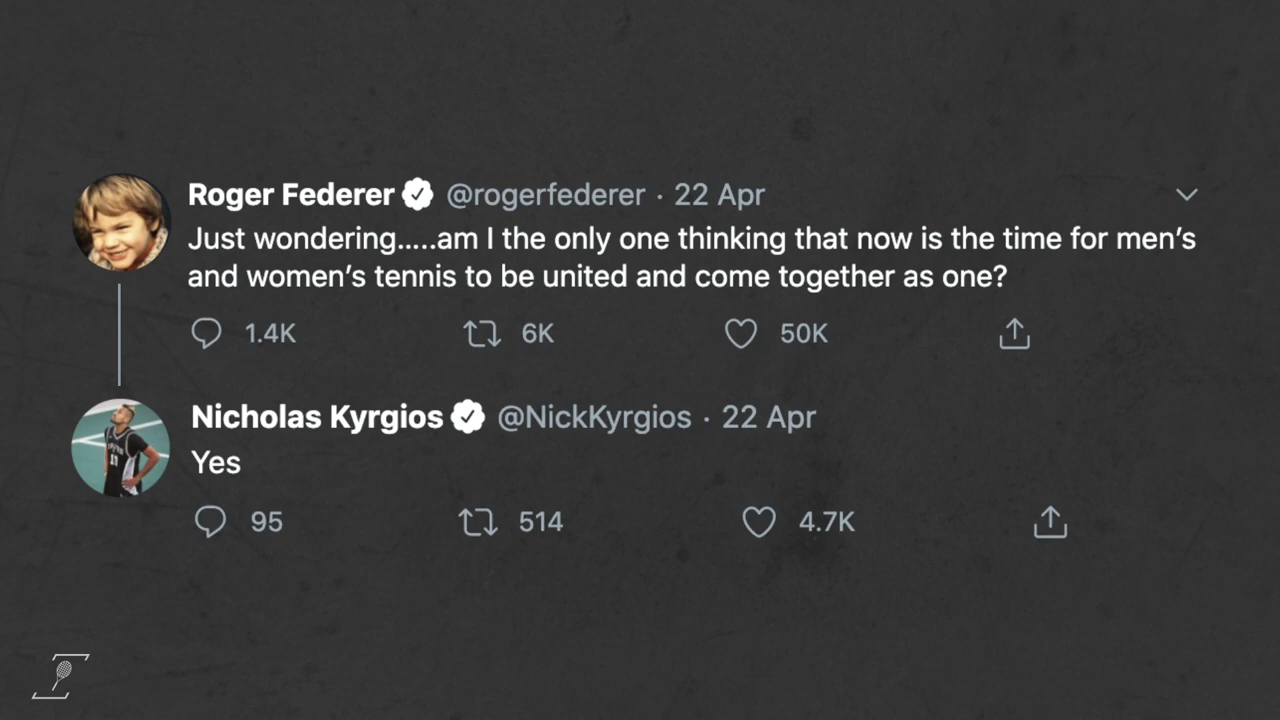 Roger Federer @rogerfederer · 22 Apr
Just wondering.....am I the only one thinking that now is the time for men’s
and women’s tennis to be united and come together as one?
1.4K 6K 50K
Nicholas Kyrgios @NickKyrgios · 22 Apr
Yes
95 514 4.7K